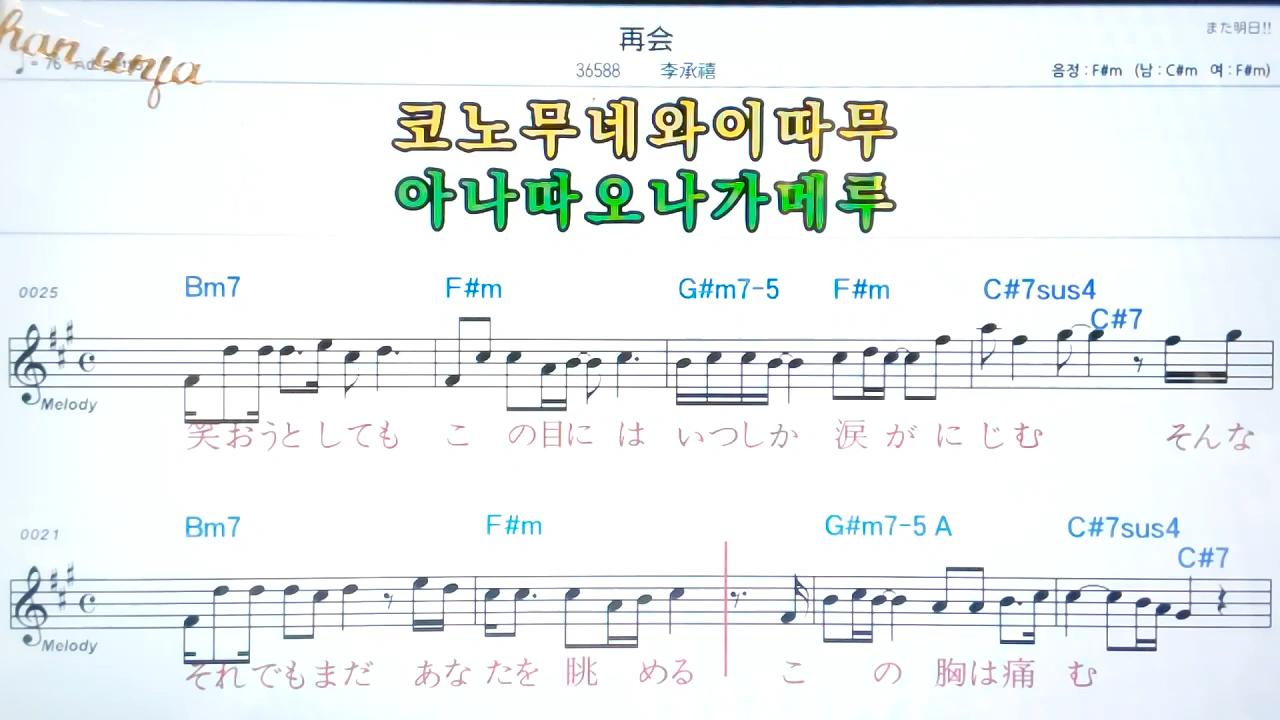 han unya
また明日!!
再会
♩= 76
36588 李承禧
음정 : F#m (남 : C#m 여 : F#m)
코노무네와이따무
아나따오나가메루
0025 Bm7 F#m G#m7-5 F#m C#7sus4
C#7
Melody
笑おうと しても こ の目に は いつしか 涙 が に じ む そんな
0021 Bm7 F#m G#m7-5 A C#7sus4
C#7
Melody
それでもまだ あな たを 眺 める こ の 胸は痛 む